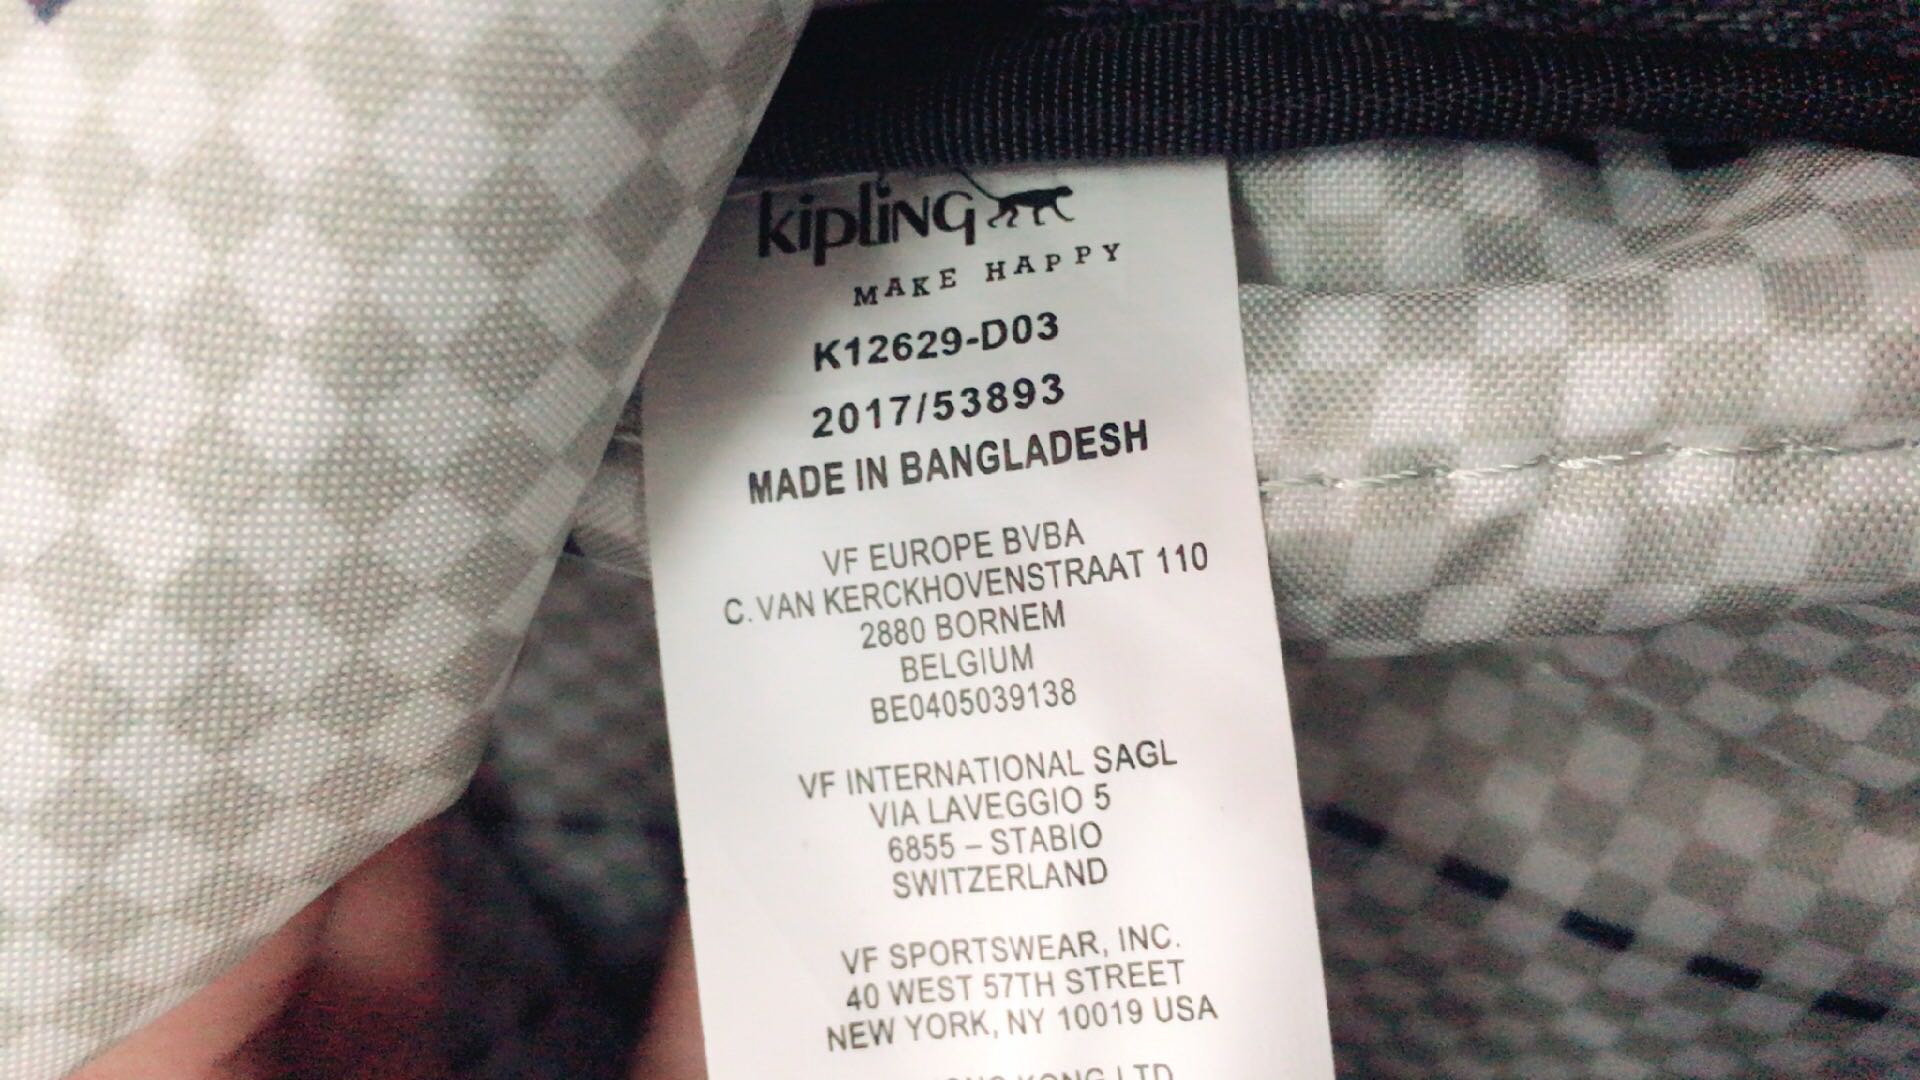 kipling
MAKE HAPPY
K12629-D03
2017/53893
MADE IN BANGLADESH
VF EUROPE BVBA
C. VAN KERCKHOVENSTRAAT 110
2880 BORNEM
BELGIUM
BE0405039138
VF INTERNATIONAL SAGL
VIA LAVEGGIO 5
6855 – STABIO
SWITZERLAND
VF SPORTSWEAR, INC.
40 WEST 57TH STREET
NEW YORK, NY 10019 USA
KONG LTD